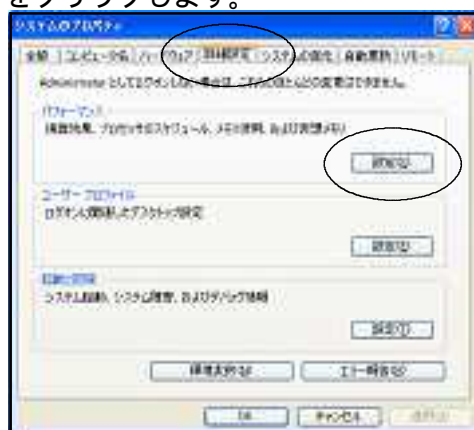 をクリックします。
システムのプロパティ
全般 コンピュータ名 ハードウェア 詳細設定 システムの復元 自動更新 リモート
Administrator としてログオンしない場合は、これらのほとんどの変更はできません。
パフォーマンス
視覚効果、プロセッサのスケジュール、メモリ使用、および仮想メモリ
設定(S)
ユーザー プロファイル
ログオンに関連したデスクトップ設定
設定(E)
起動と回復
システム起動、システム障害、およびデバッグ情報
設定(T)
環境変数(N) エラー報告(R)
OK キャンセル 適用(A)